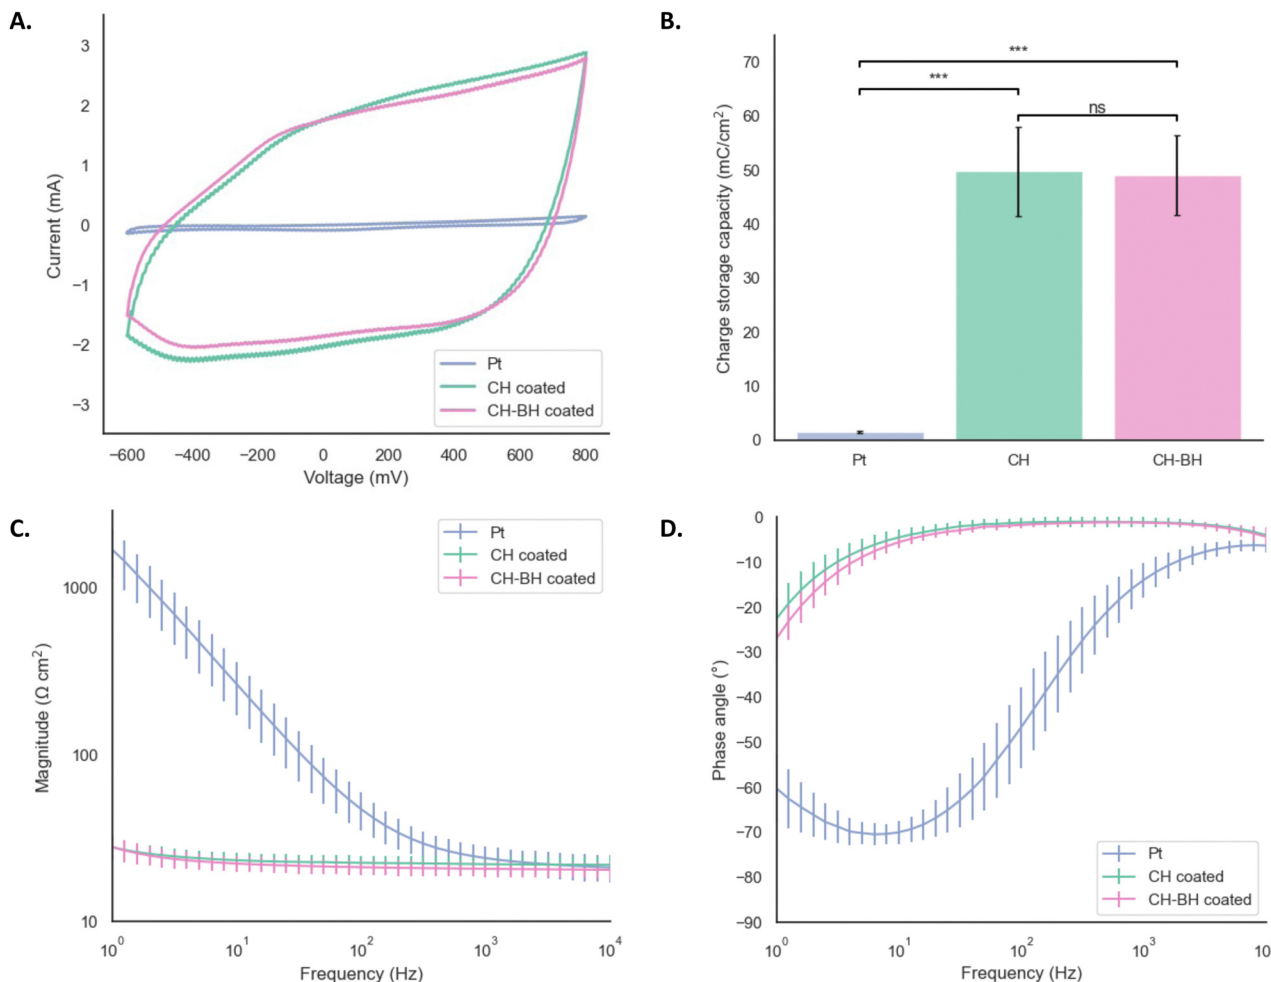 A.
3
2
1
0
−1
−2
−3
Current (mA)
−600
−400
−200
0
200
400
600
800
Voltage (mV)
Pt
CH coated
CH-BH coated
B.
70
60
50
40
30
20
10
0
Charge storage capacity (mC/cm²)
***
***
ns
Pt
CH
CH-BH
C.
1000
100
10
Magnitude (Ω cm²)
10⁰
10¹
10²
10³
10⁴
Frequency (Hz)
Pt
CH coated
CH-BH coated
D.
0
−10
−20
−30
−40
−50
−60
−70
−80
−90
Phase angle (°)
10⁰
10¹
10²
10³
10
Frequency (Hz)
Pt
CH coated
CH-BH coated